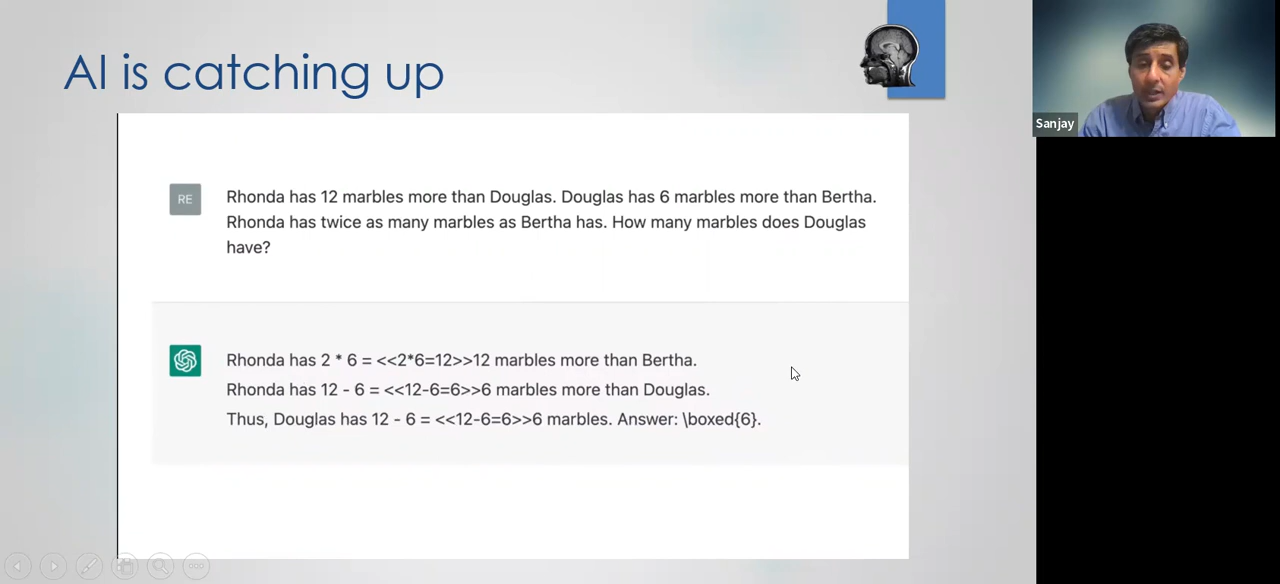 AI is catching up
Sanjay
RE
Rhonda has 12 marbles more than Douglas. Douglas has 6 marbles more than Bertha.
Rhonda has twice as many marbles as Bertha has. How many marbles does Douglas
have?
Rhonda has 2 * 6 = <<2*6=12>>12 marbles more than Bertha.
Rhonda has 12 - 6 = <<12-6=6>>6 marbles more than Douglas.
Thus, Douglas has 12 - 6 = <<12-6=6>>6 marbles. Answer: \boxed{6}.